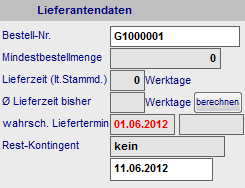 Lieferantendaten
Bestell-Nr. G1000001
Mindestbestellmenge 0
Lieferzeit (lt.Stammd.) 0 Werktage
Ø Lieferzeit bisher Werktage berechnen
wahrsch. Liefertermin 01.06.2012
Rest-Kontingent kein
11.06.2012